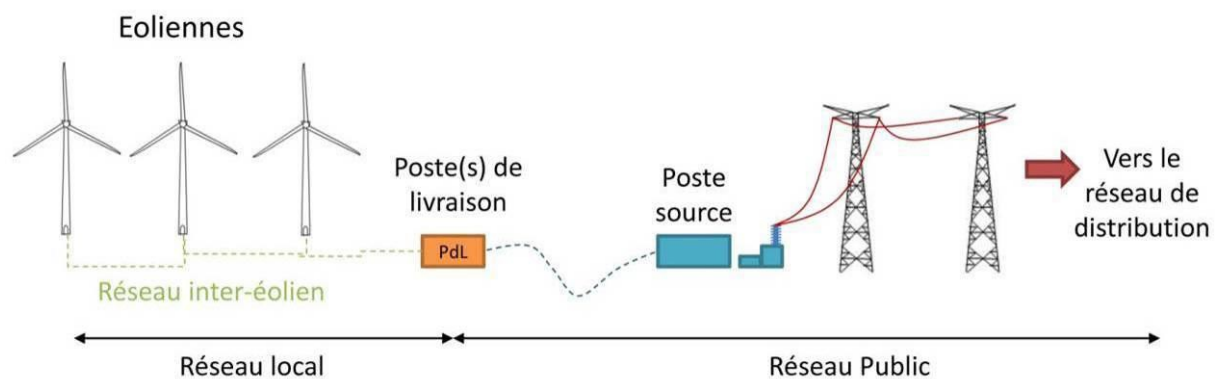 Eoliennes
Poste(s) de
livraison
PdL
Réseau inter-éolien
Poste
source
Vers le
réseau de
distribution
Réseau local
Réseau Public